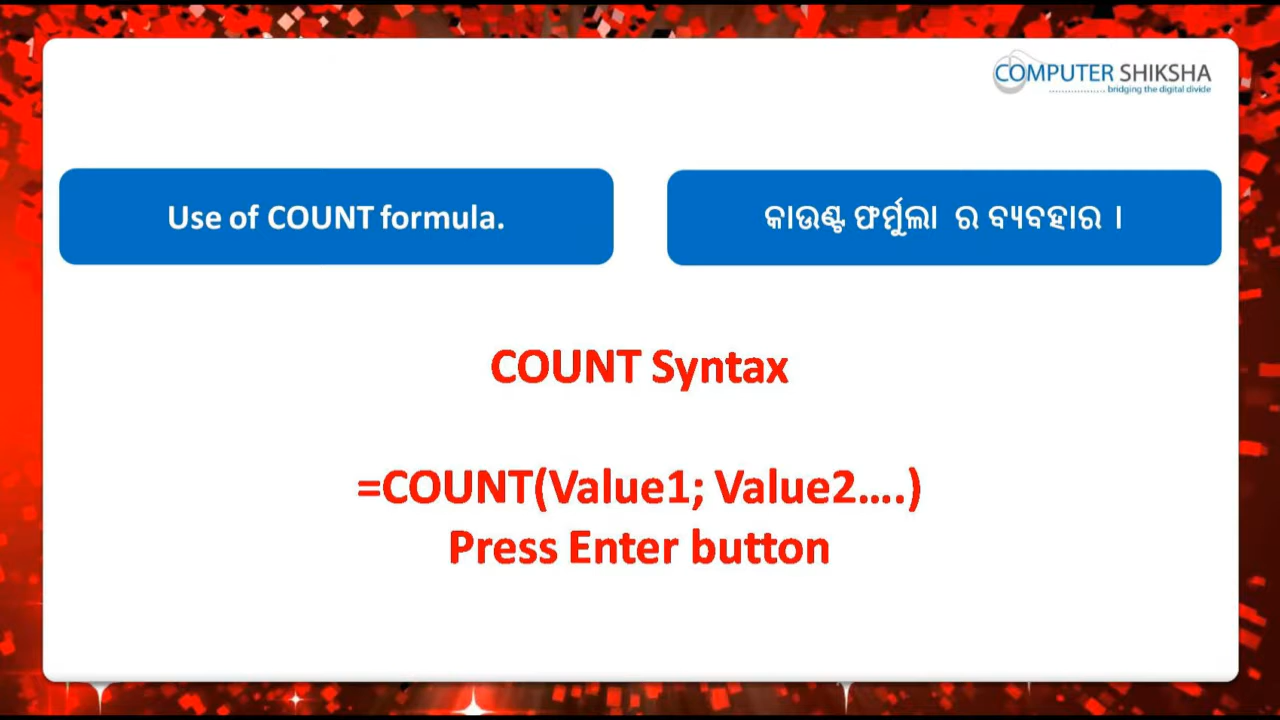 COMPUTER SHIKSHA
bridging the digital divide
Use of COUNT formula.
କାଉଣ୍ଟ ଫର୍ମୁଲା ର ବ୍ୟବହାର ।
COUNT Syntax
=COUNT(Value1; Value2....)
Press Enter button